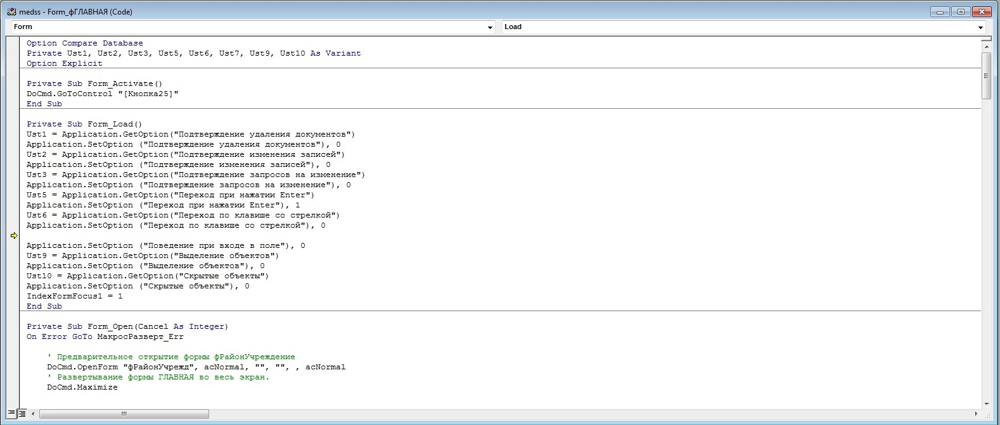 medss - Form_фГЛАВНАЯ (Code)
Form Load
Option Compare Database
Private Ust1, Ust2, Ust3, Ust5, Ust6, Ust7, Ust9, Ust10 As Variant
Option Explicit
Private Sub Form_Activate()
DoCmd.GoToControl "[Кнопка25]"
End Sub
Private Sub Form_Load()
Ust1 = Application.GetOption("Подтверждение удаления документов")
Application.SetOption ("Подтверждение удаления документов"), 0
Ust2 = Application.GetOption("Подтверждение изменения записей")
Application.SetOption ("Подтверждение изменения записей"), 0
Ust3 = Application.GetOption("Подтверждение запросов на изменение")
Application.SetOption ("Подтверждение запросов на изменение"), 0
Ust5 = Application.GetOption("Переход при нажатии Enter")
Application.SetOption ("Переход при нажатии Enter"), 1
Ust6 = Application.GetOption("Переход по клавише со стрелкой")
Application.SetOption ("Переход по клавише со стрелкой"), 0
Application.SetOption ("Поведение при входе в поле"), 0
Ust9 = Application.GetOption("Выделение объектов")
Application.SetOption ("Выделение объектов"), 0
Ust10 = Application.GetOption("Скрытые объекты")
Application.SetOption ("Скрытые объекты"), 0
IndexFormFocus1 = 1
End Sub
Private Sub Form_Open(Cancel As Integer)
On Error GoTo МакросРазверт_Err
' Предварительное открытие формы фРайонУчреждение
DoCmd.OpenForm "фРайонУчрежд", acNormal, "", "", , acNormal
' Развертывание формы ГЛАВНАЯ во весь экран.
DoCmd.Maximize